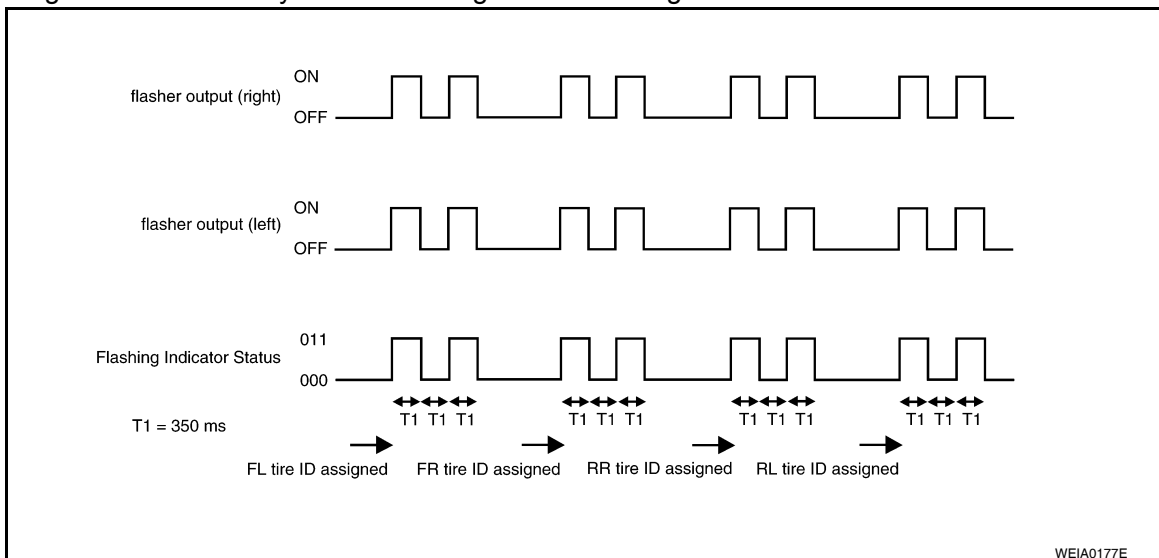 ON
flasher output (right)
OFF
ON
flasher output (left)
OFF
011
Flashing Indicator Status
000
T1 T1 T1 T1 T1 T1 T1 T1 T1 T1 T1 T1
T1 = 350 ms
FL tire ID assigned FR tire ID assigned RR tire ID assigned RL tire ID assigned
WEIA0177E